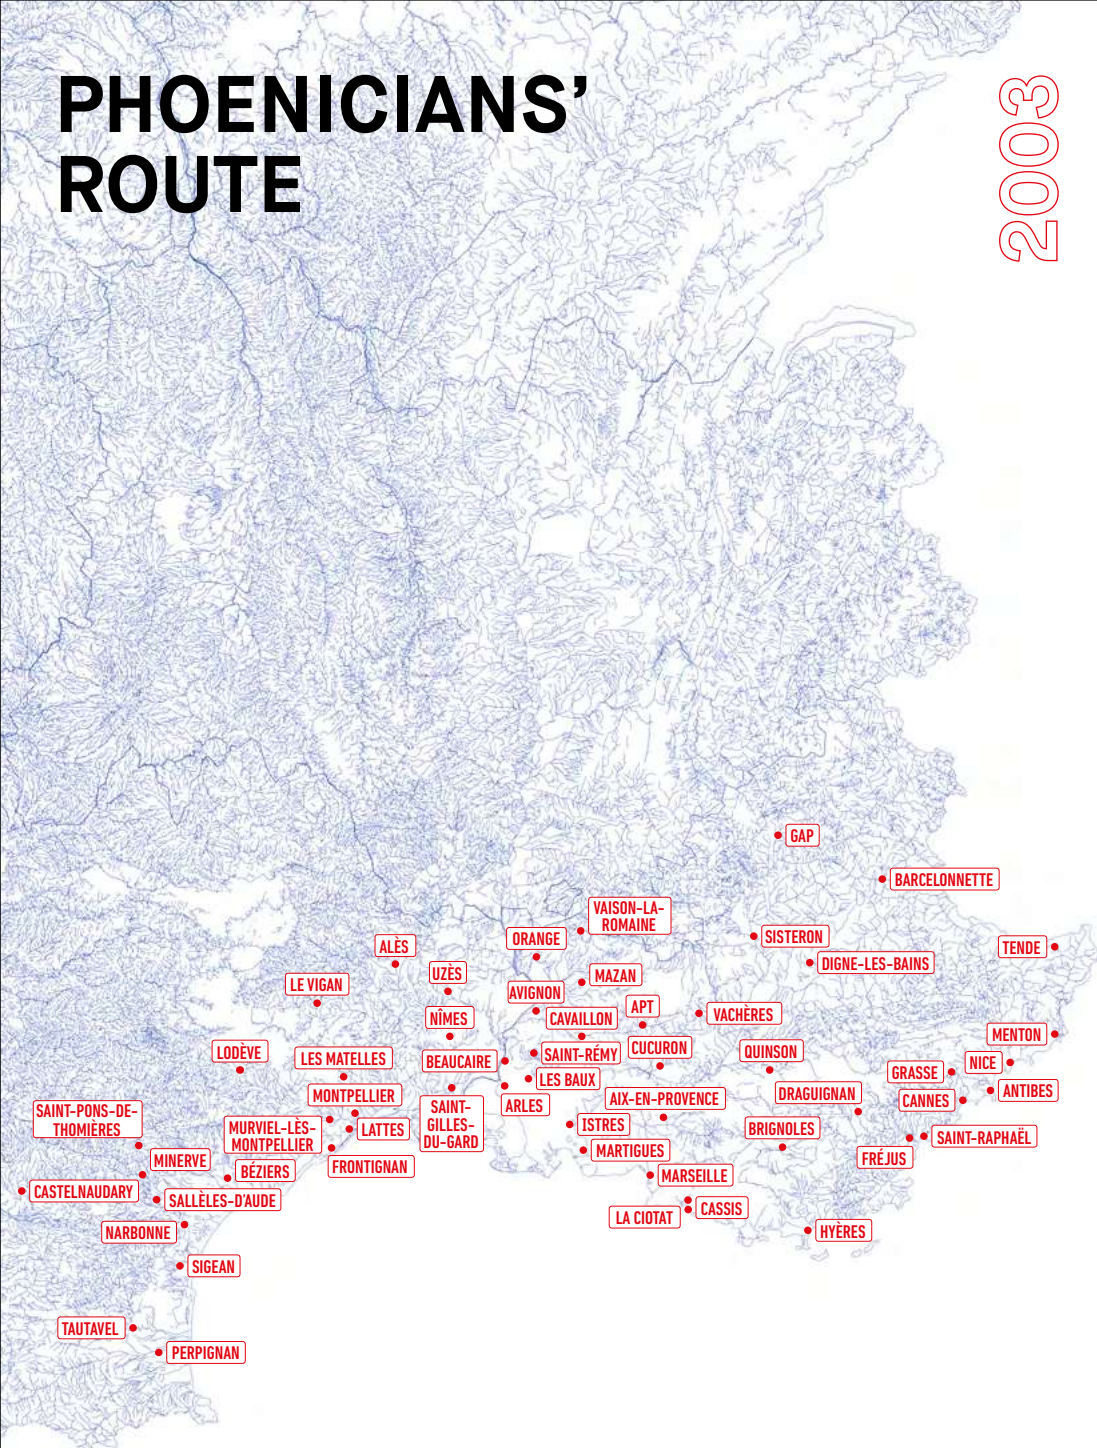 PHOENICIANS’
ROUTE
2003
GAP
BARCELONNETTE
VAISON-LA-
ROMAINE
ORANGE
SISTERON
ALÈS
TENDE
DIGNE-LES-BAINS
UZÈS
MAZAN
LE VIGAN
AVIGNON
APT
VACHÈRES
NÎMES
CAVAILLON
MENTON
LODÈVE
LES MATELLES
BEAUCAIRE
SAINT-RÉMY
CUCURON
QUINSON
NICE
GRASSE
LES BAUX
ANTIBES
MONTPELLIER
DRAGUIGNAN
AIX-EN-PROVENCE
CANNES
ARLES
SAINT-PONS-DE-
THOMIÈRES
SAINT-
GILLES-
DU-GARD
MURVIEL-LÈS-
MONTPELLIER
LATTES
ISTRES
BRIGNOLES
SAINT-RAPHAËL
MARTIGUES
FRÉJUS
MINERVE
FRONTIGNAN
BÉZIERS
MARSEILLE
CASTELNAUDARY
SALLÈLES-D’AUDE
CASSIS
LA CIOTAT
NARBONNE
HYÈRES
SIGEAN
TAUTAVEL
PERPIGNAN